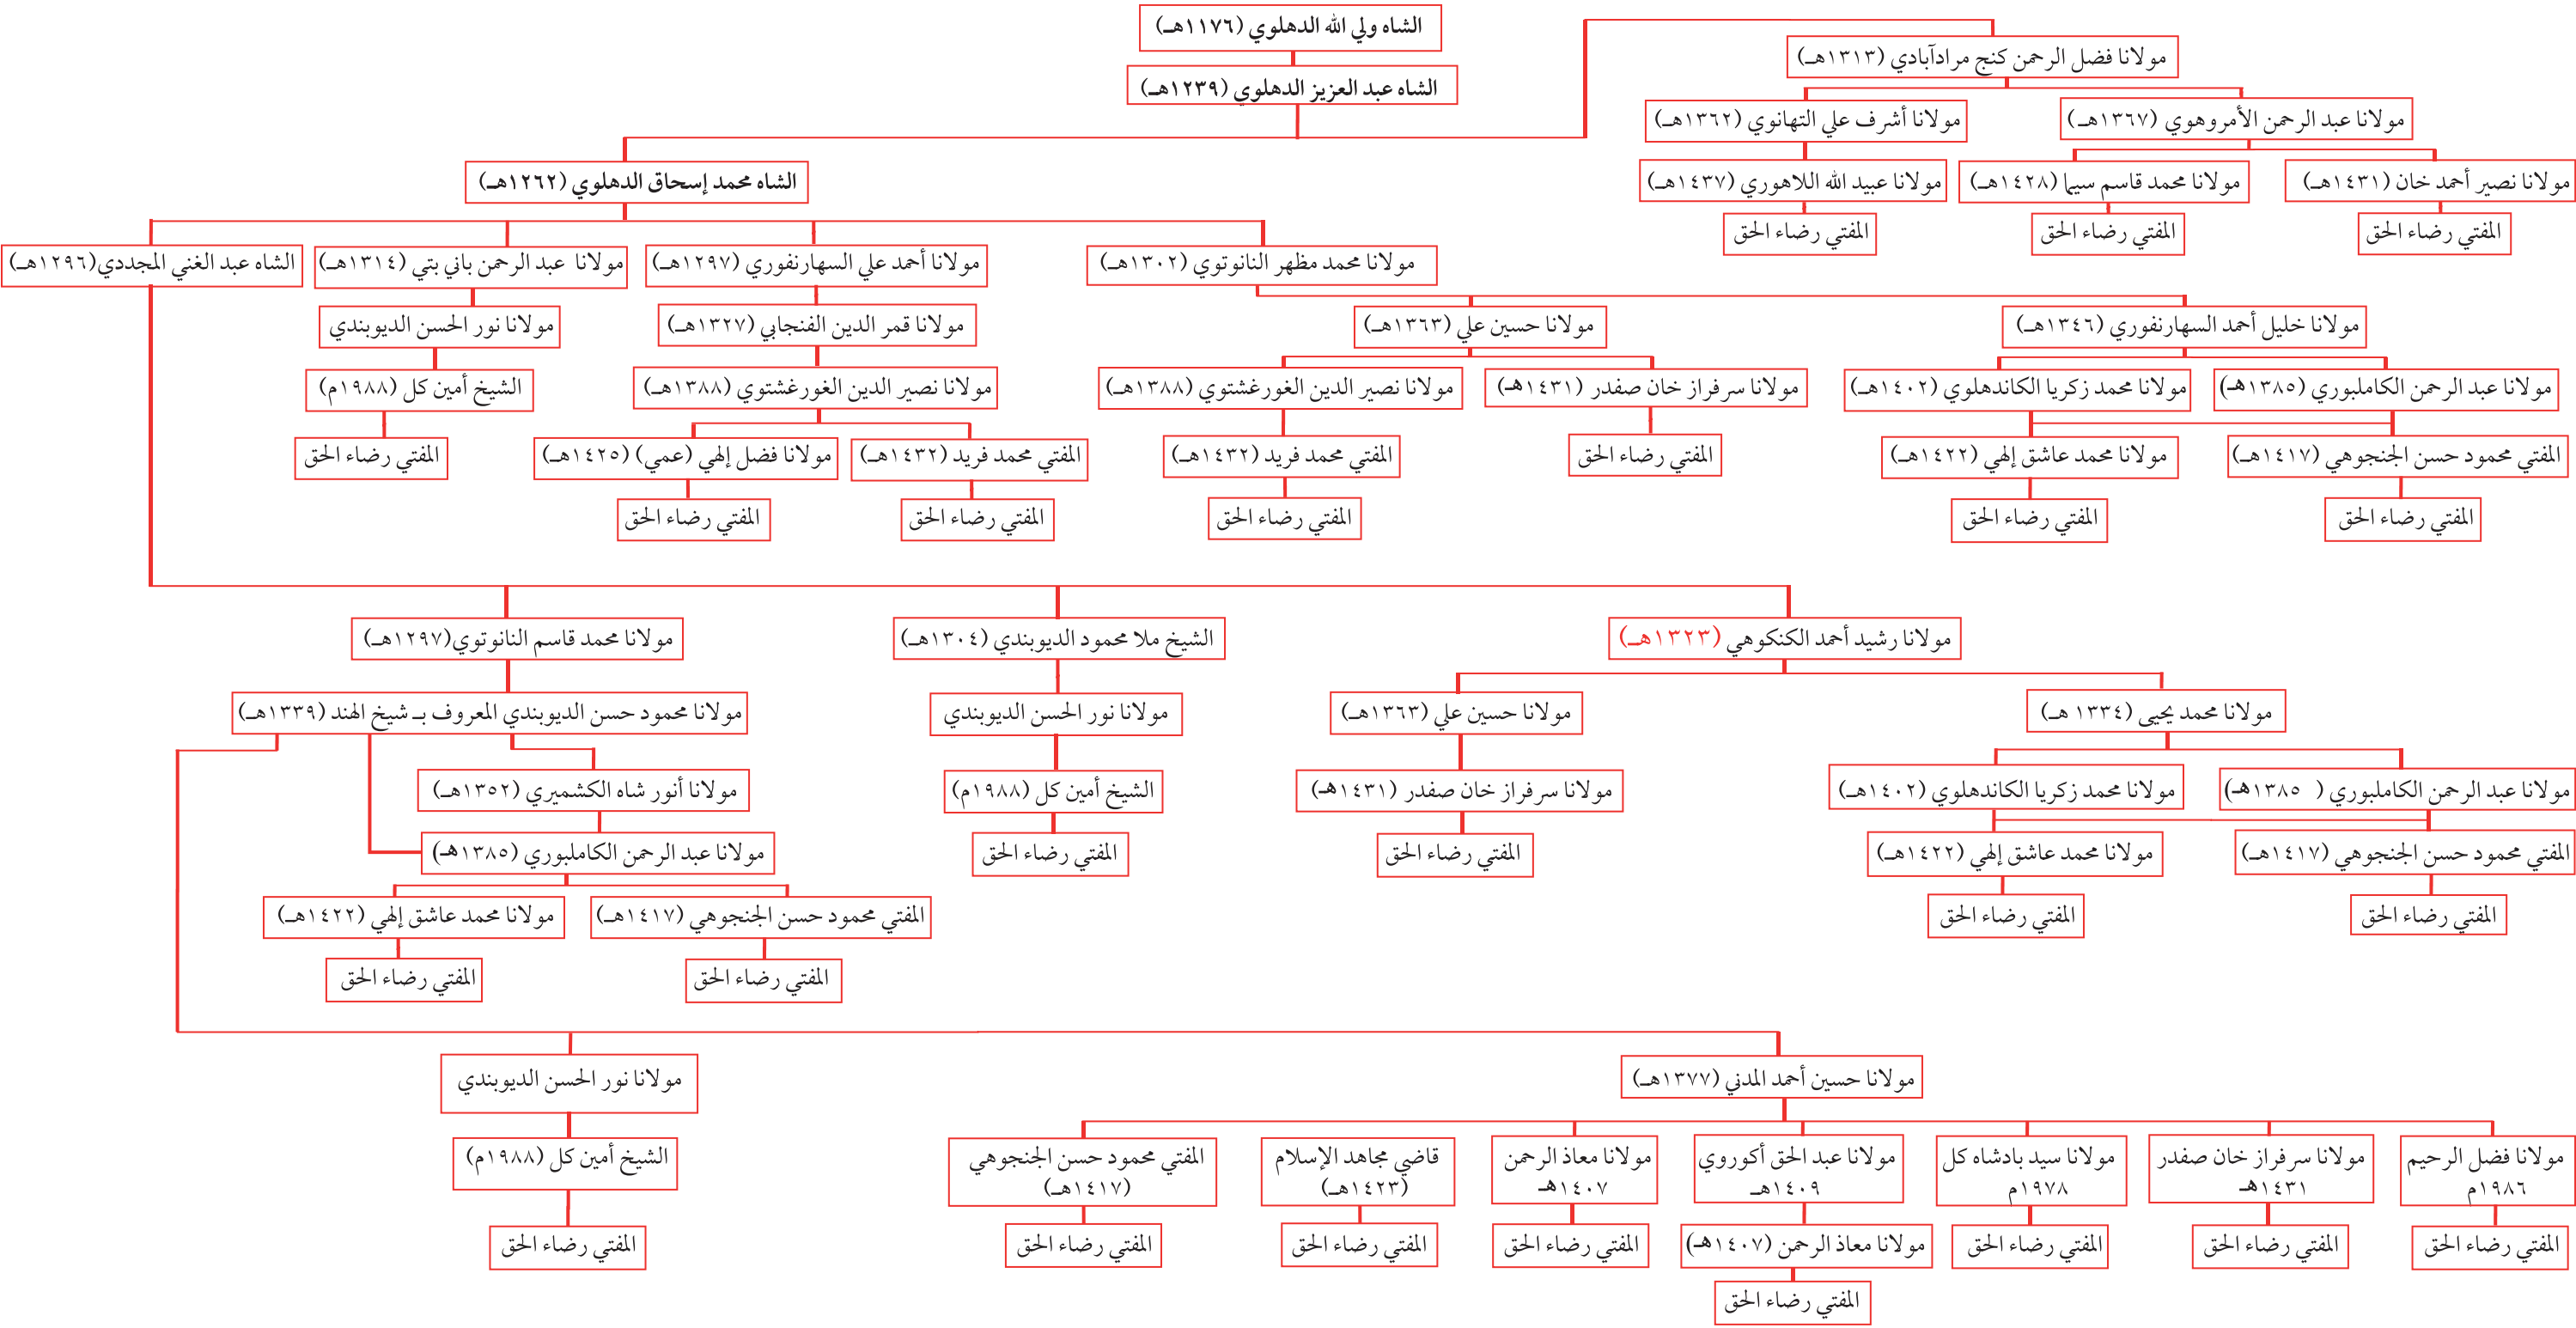 الشاه ولي الله الدهلوي (١١٧٦هـ)
الشاه عبد العزيز الدهلوي (١٢٣٩هـ)
مولانا فضل الرحمن كنج مرادآبادي (١٣١٣هـ)
مولانا عبد الرحمن الأمروهوي (١٣٦٧هـ)
مولانا أشرف علي التهانوي (١٣٦٢هـ)
مولانا نصير أحمد خان (١٤٣١هـ)
مولانا محمد قاسم سيما (١٤٢٨هـ)
مولانا عبيد الله اللاهوري (١٤٣٧هـ)
المفتي رضاء الحق
المفتي رضاء الحق
المفتي رضاء الحق
الشاه محمد إسحاق الدهلوي (١٢٦٢هـ)
مولانا محمد مظهر النانوتوي (١٣٠٢هـ)
مولانا أحمد علي السهارنفوري (١٢٩٧هـ)
مولانا عبد الرحمن باني بتي (١٣١٤هـ)
الشاه عبد الغني المجددي(١٢٩٦هـ)
مولانا خليل أحمد السهارنفوري (١٣٤٦هـ)
مولانا حسين علي (١٣٦٣هـ)
مولانا قمر الدين الفنجابي (١٣٢٧هـ)
مولانا نور الحسن الديوبندي
مولانا عبد الرحمن الكاملبوري (١٣٨٥هـ)
مولانا محمد زكريا الكاندهلوي (١٤٠٢هـ)
مولانا سرفراز خان صفدر (١٤٣١هـ)
مولانا نصير الدين الغورغشتوي (١٣٨٨هـ)
مولانا نصير الدين الغورغشتوي (١٣٨٨هـ)
الشيخ أمين كل (١٩٨٨م)
المفتي محمود حسن الجنجوهي (١٤١٧هـ)
مولانا محمد عاشق إلهي (١٤٢٢هـ)
المفتي رضاء الحق
المفتي محمد فريد (١٤٣٢هـ)
المفتي محمد فريد (١٤٣٢هـ)
مولانا فضل إلهي (عمي) (١٤٢٥هـ)
المفتي رضاء الحق
المفتي رضاء الحق
المفتي رضاء الحق
المفتي رضاء الحق
المفتي رضاء الحق
المفتي رضاء الحق
مولانا رشيد أحمد الكنكوهي (١٣٢٣هـ)
الشيخ ملا محمود الديوبندي (١٣٠٤هـ)
مولانا محمد قاسم النانوتوي(١٢٩٧هـ)
مولانا محمد يحيى (١٣٣٤ هـ)
مولانا حسين علي (١٣٦٣هـ)
مولانا نور الحسن الديوبندي
مولانا محمود حسن الديوبندي المعروف بـ شيخ الهند (١٣٣٩هـ)
مولانا عبد الرحمن الكاملبوري ( ١٣٨٥هـ)
مولانا محمد زكريا الكاندهلوي (١٤٠٢هـ)
مولانا سرفراز خان صفدر (١٤٣١هـ)
الشيخ أمين كل (١٩٨٨م)
مولانا أنور شاه الكشميري (١٣٥٢هـ)
المفتي محمود حسن الجنجوهي (١٤١٧هـ)
مولانا محمد عاشق إلهي (١٤٢٢هـ)
المفتي رضاء الحق
المفتي رضاء الحق
مولانا عبد الرحمن الكاملبوري (١٣٨٥هـ)
المفتي رضاء الحق
المفتي رضاء الحق
المفتي محمود حسن الجنجوهي (١٤١٧هـ)
مولانا محمد عاشق إلهي (١٤٢٢هـ)
المفتي رضاء الحق
المفتي رضاء الحق
مولانا حسين أحمد المدني (١٣٧٧هـ)
مولانا نور الحسن الديوبندي
مولانا فضل الرحيم
١٩٨٦م
مولانا سرفراز خان صفدر
١٤٣١هـ
مولانا سيد بادشاه كل
١٩٧٨م
مولانا عبد الحق أكوروي
١٤٠٩هـ
مولانا معاذ الرحمن
١٤٠٧هـ
قاضي مجاهد الإسلام
(١٤٢٣هـ)
المفتي محمود حسن الجنجوهي
(١٤١٧هـ)
الشيخ أمين كل (١٩٨٨م)
المفتي رضاء الحق
المفتي رضاء الحق
المفتي رضاء الحق
مولانا معاذ الرحمن (١٤٠٧هـ)
المفتي رضاء الحق
المفتي رضاء الحق
المفتي رضاء الحق
المفتي رضاء الحق
المفتي رضاء الحق